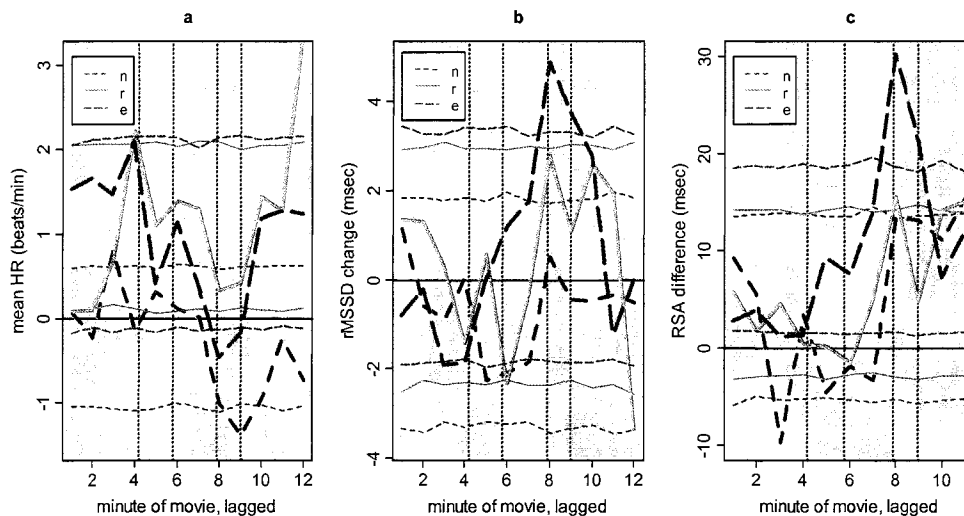 a
mean HR (beats/min)
3
2
1
0
-1
n
r
e
2 4 6 8 10 12
minute of movie, lagged
b
rMSSD change (msec)
4
2
0
-2
-4
n
r
e
2 4 6 8 10 12
minute of movie, lagged
c
RSA difference (msec)
30
20
10
0
-10
n
r
e
2 4 6 8 10
minute of movie, lagged